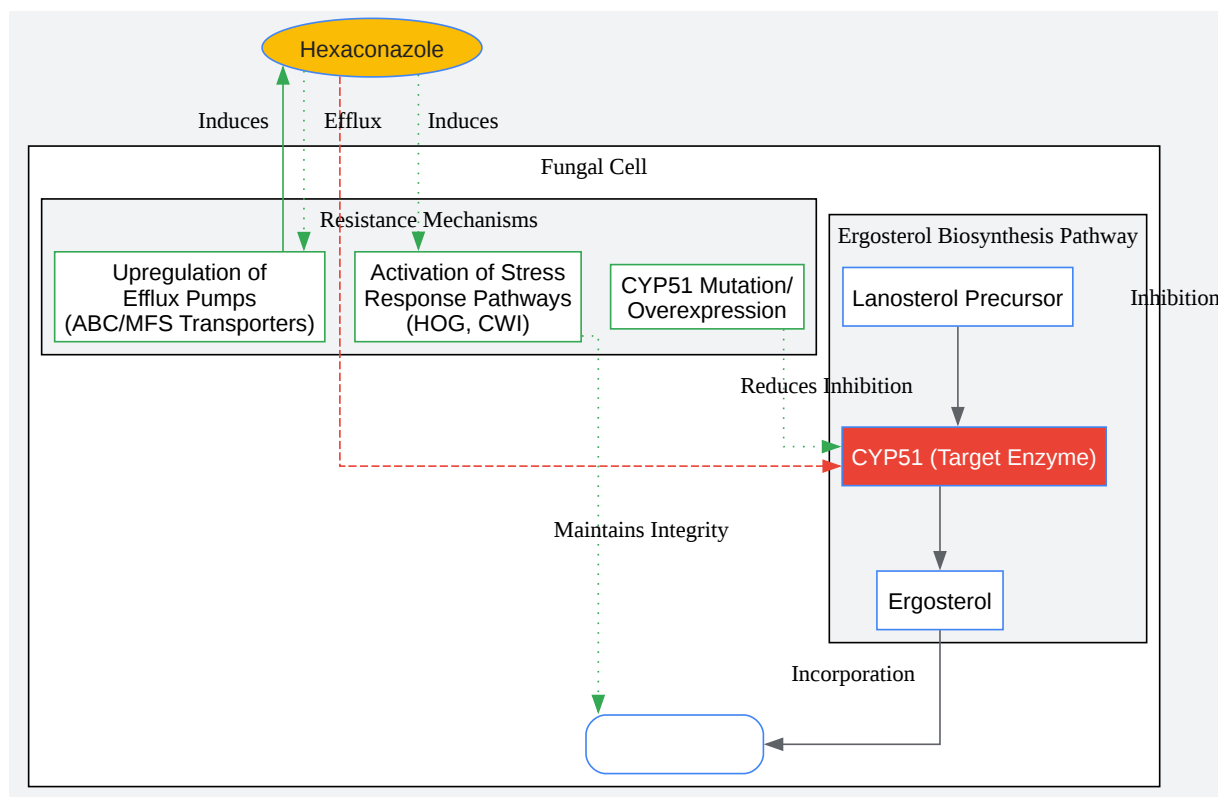 Hexaconazole
Induces
Efflux
Induces
Fungal Cell
Resistance Mechanisms
Ergosterol Biosynthesis Pathway
Upregulation of
Efflux Pumps
(ABC/MFS Transporters)
Activation of Stress
Response Pathways
(HOG, CWI)
CYP51 Mutation/
Overexpression
Lanosterol Precursor
Inhibition
Reduces Inhibition
CYP51 (Target Enzyme)
Maintains Integrity
Ergosterol
Incorporation